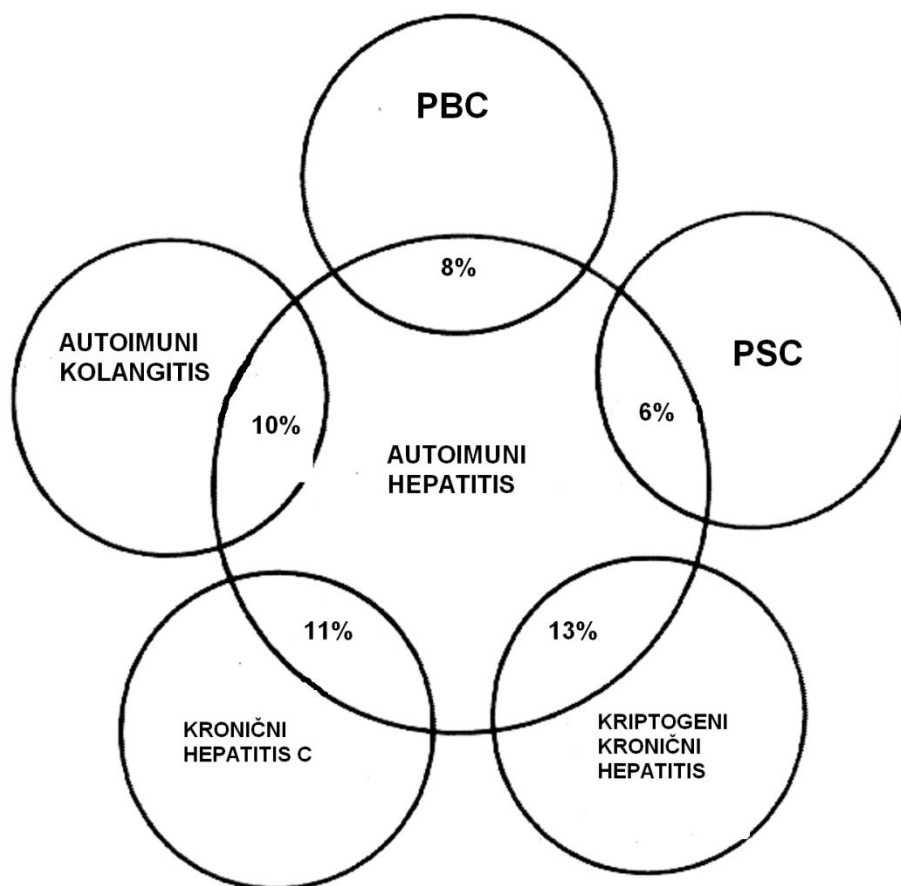 PBC
8%
AUTOIMUNI
KOLANGITIS
PSC
10%
6%
AUTOIMUNI
HEPATITIS
11%
13%
KRONIČNI
HEPATITIS C
KRIPTOGENI
KRONIČNI
HEPATITIS